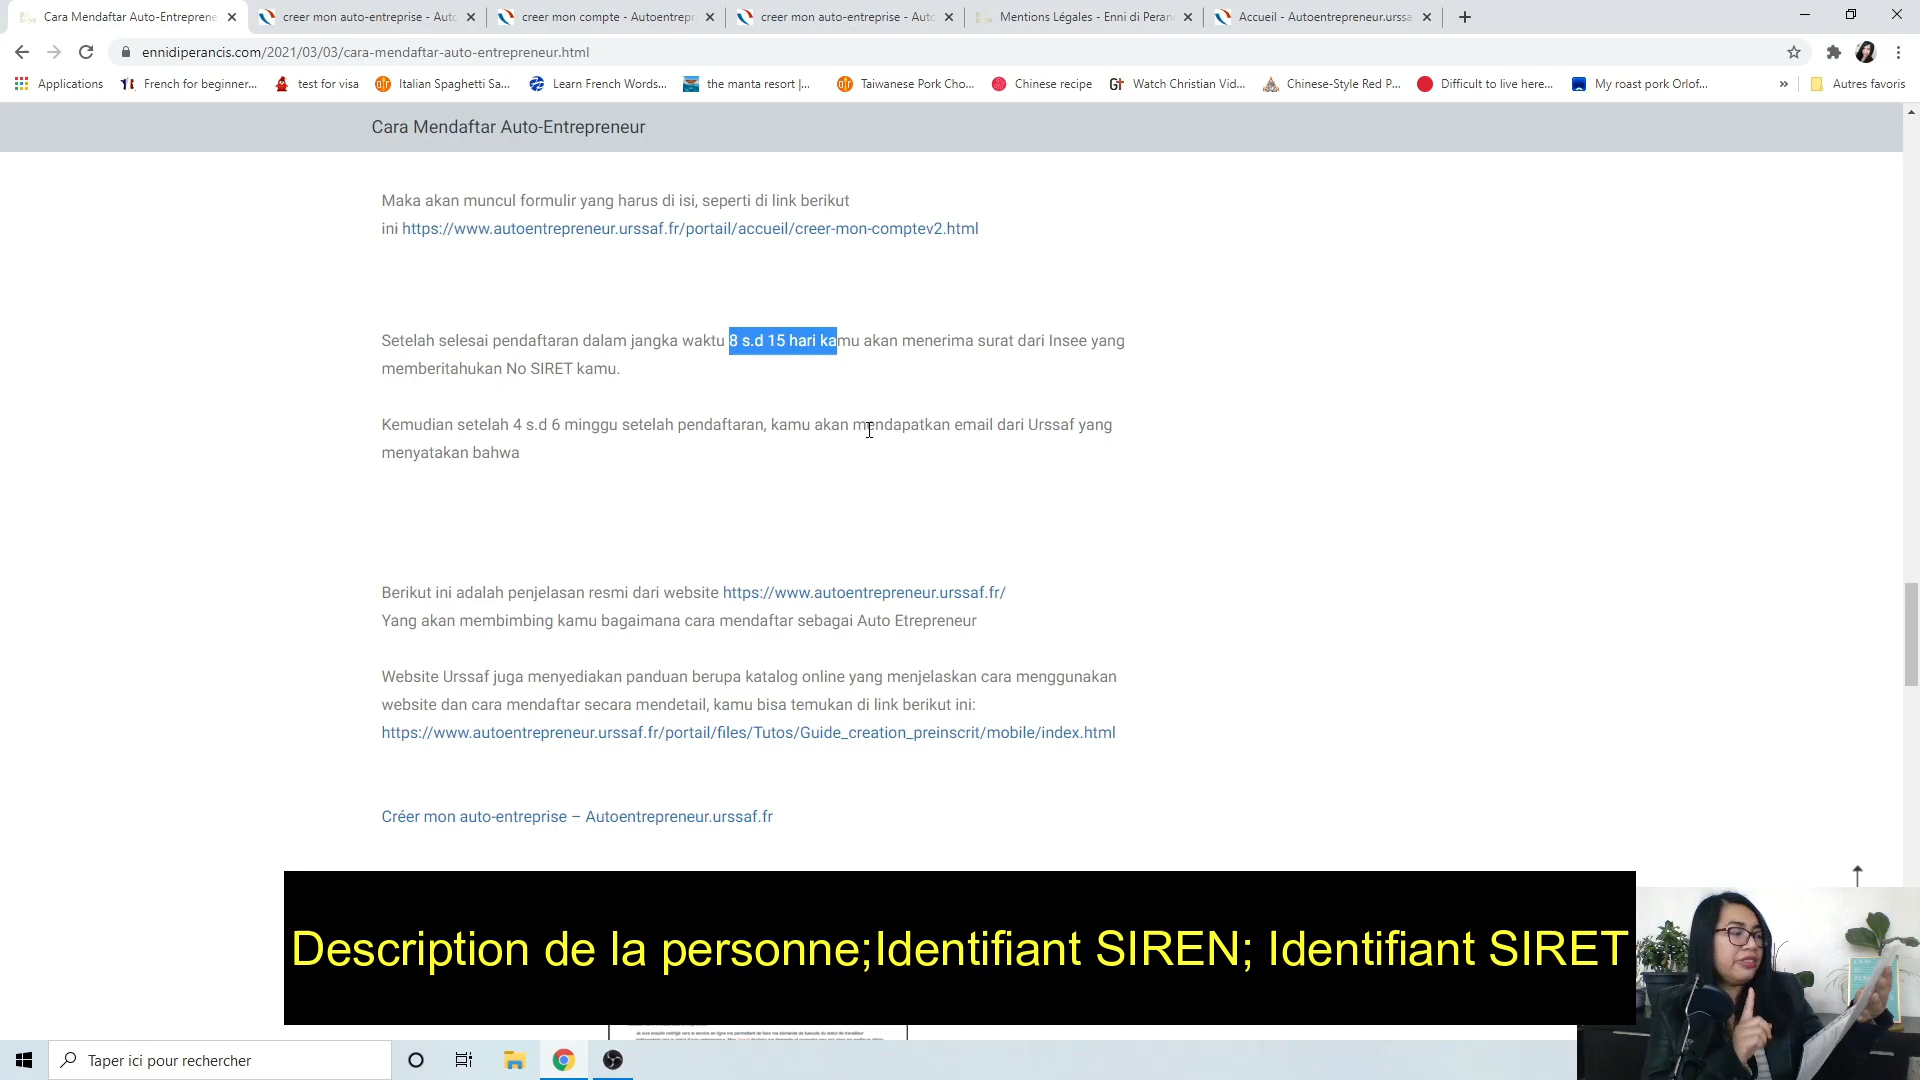 Cara Mendaftar Auto-Entreprene
creer mon auto-entreprise - Auto
creer mon compte - Autoentrepr
creer mon auto-entreprise - Auto
Mentions Légales - Enni di Peran
Accueil - Autoentrepreneur.urssa
ennidiperancis.com/2021/03/03/cara-mendaftar-auto-entrepreneur.html
Applications
French for beginner...
test for visa
Italian Spaghetti Sa...
Learn French Words...
the manta resort |...
Taiwanese Pork Cho...
Chinese recipe
Watch Christian Vid...
Chinese-Style Red P...
Difficult to live here...
My roast pork Orlof...
»
Autres favoris
Cara Mendaftar Auto-Entrepreneur
Maka akan muncul formulir yang harus di isi, seperti di link berikut
ini https://www.autoentrepreneur.urssaf.fr/portail/accueil/creer-mon-comptev2.html
Setelah selesai pendaftaran dalam jangka waktu 8 s.d 15 hari kamu akan menerima surat dari Insee yang
memberitahukan No SIRET kamu.
Kemudian setelah 4 s.d 6 minggu setelah pendaftaran, kamu akan mendapatkan email dari Urssaf yang
menyatakan bahwa
Berikut ini adalah penjelasan resmi dari website https://www.autoentrepreneur.urssaf.fr/
Yang akan membimbing kamu bagaimana cara mendaftar sebagai Auto Etrepreneur
Website Urssaf juga menyediakan panduan berupa katalog online yang menjelaskan cara menggunakan
website dan cara mendaftar secara mendetail, kamu bisa temukan di link berikut ini:
https://www.autoentrepreneur.urssaf.fr/portail/files/Tutos/Guide_creation_preinscrit/mobile/index.html
Créer mon auto-entreprise – Autoentrepreneur.urssaf.fr
Description de la personne;Identifiant SIREN; Identifiant SIRET
Taper ici pour rechercher